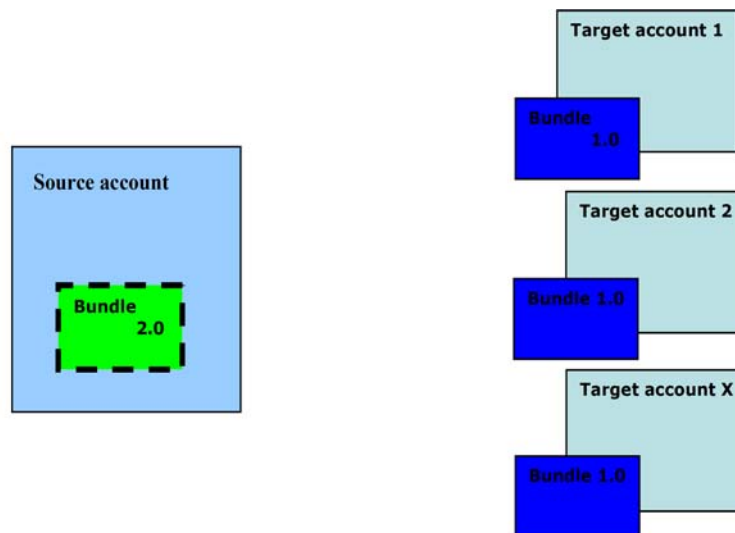 Target account 1
Bundle
1.0
Source account
Bundle
2.0
Target account 2
Bundle 1.0
Target account X
Bundle 1.0